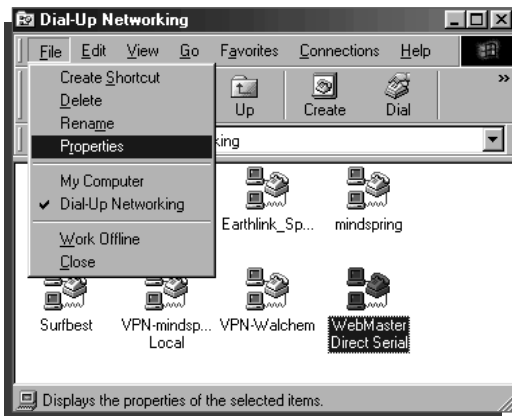 Dial-Up Networking
File Edit View Go Favorites Connections Help
Create Shortcut
Delete
Rename
Properties
My Computer
Dial-Up Networking
Work Offline
Close
Up Create Dial
Earthlink_Sp... mindspring
Surfbest VPN-mindsp... Local VPN-Walchem WebMaster Direct Serial
Displays the properties of the selected items.